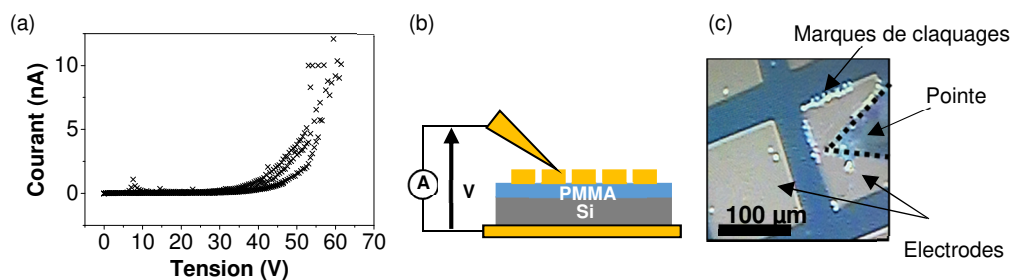 (a)
Courant (nA)
10
5
0
0 10 20 30 40 50 60 70
Tension (V)
(b)
A
V
PMMA
Si
(c)
Marques de claquages
Pointe
100 µm
Electrodes